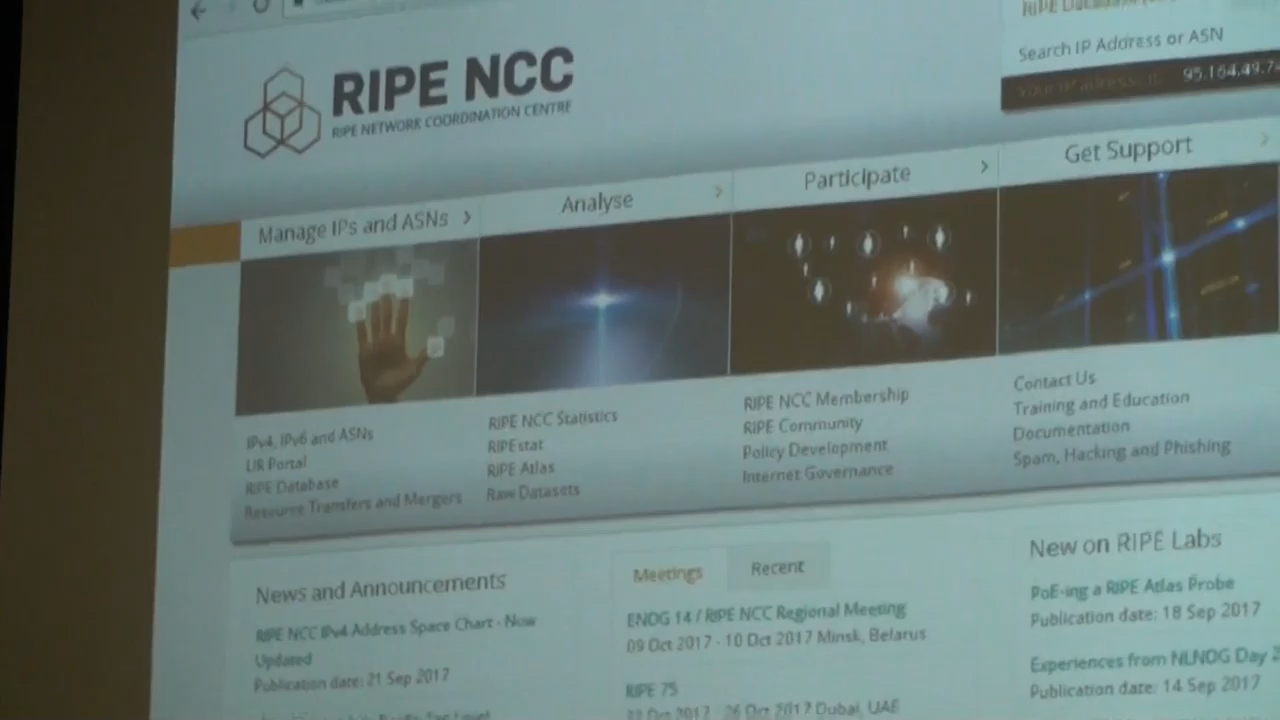 RIPE NCC
RIPE NETWORK COORDINATION CENTRE
Search IP Address or ASN
Manage IPs and ASNs
Analyse
Participate
Get Support
IPv4, IPv6 and ASNs
LIR Portal
RIPE Database
Resource Transfers and Mergers
RIPE NCC Statistics
RIPEstat
RIPE Atlas
Raw Datasets
RIPE NCC Membership
RIPE Community
Policy Development
Internet Governance
Contact Us
Training and Education
Documentation
Spam, Hacking and Phishing
News and Announcements
RIPE NCC IPv4 Address Space Chart - Now
Updated
Publication date: 21 Sep 2017
Meetings
Recent
ENOG 14 / RIPE NCC Regional Meeting
09 Oct 2017 - 10 Oct 2017 Minsk, Belarus
RIPE 75
22 Oct 2017 - 26 Oct 2017 Dubai, UAE
New on RIPE Labs
PoE-ing a RIPE Atlas Probe
Publication date: 18 Sep 2017
Experiences from NLNOG Day
Publication date: 14 Sep 2017